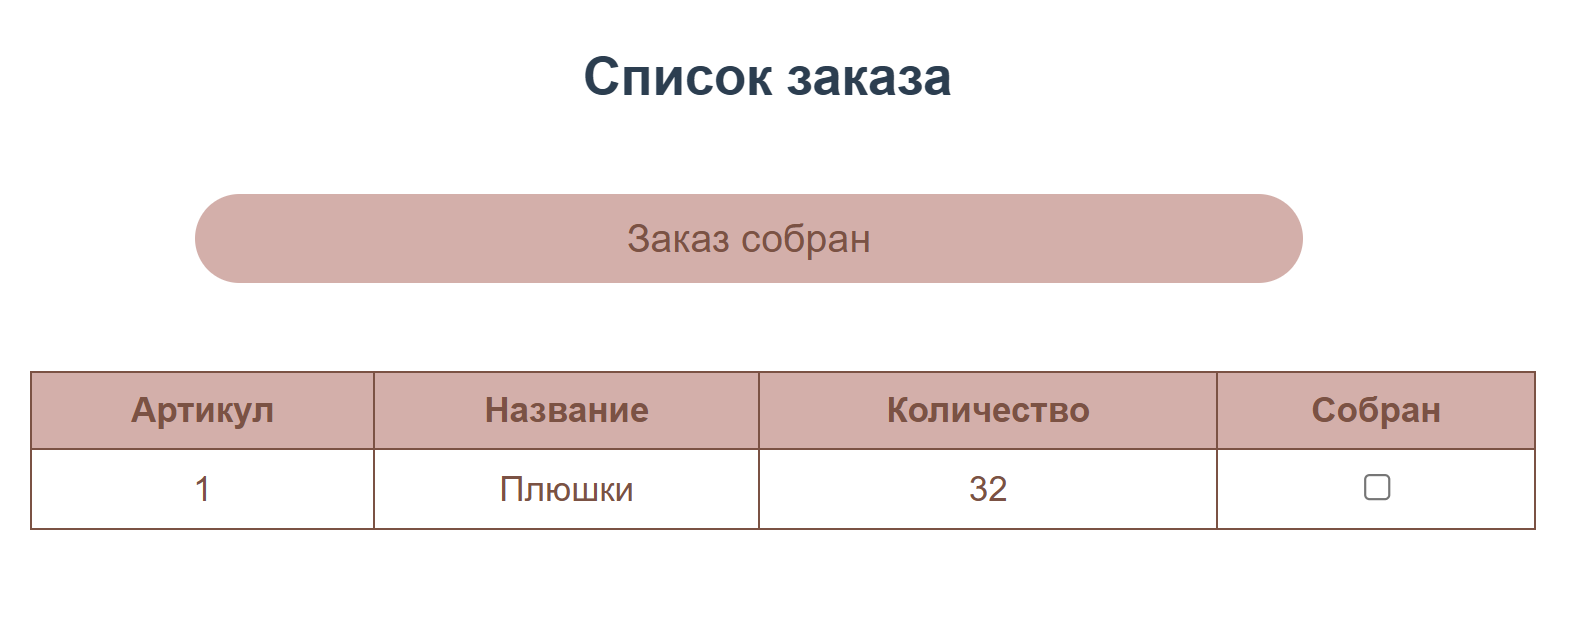 Список заказа
Заказ собран
Артикул Название Количество Собран
1 Плюшки 32